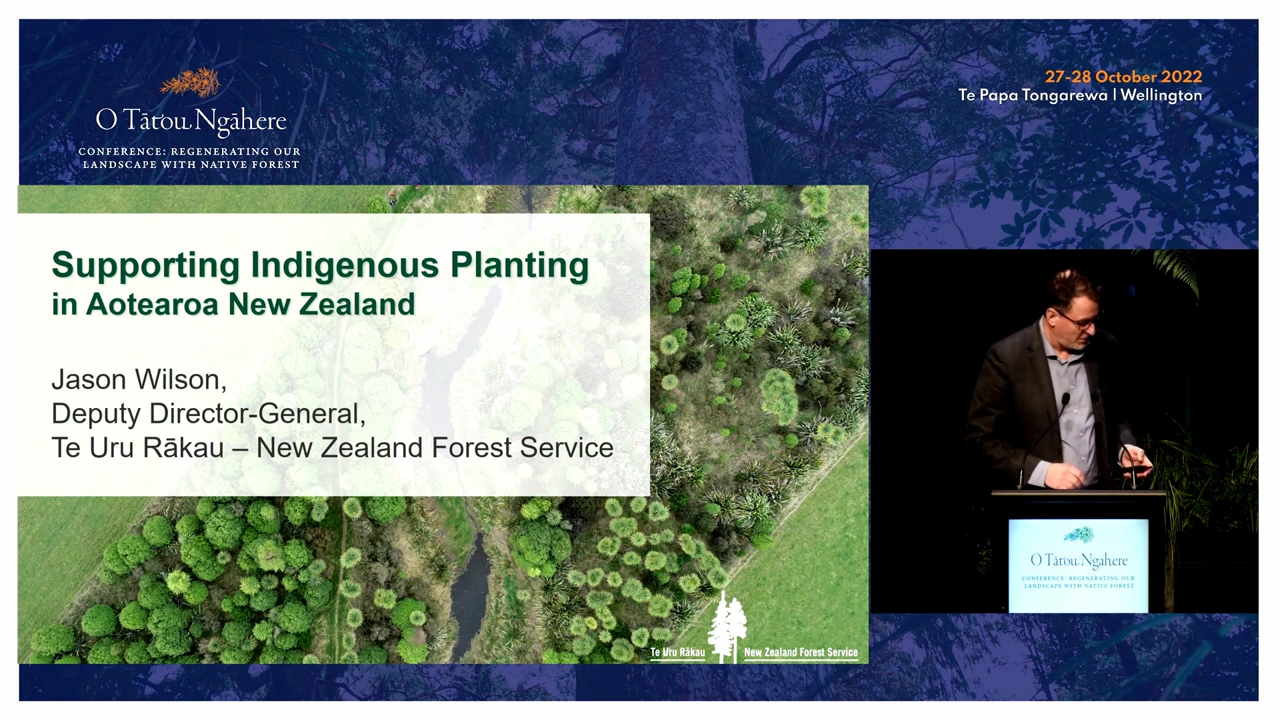 O Tātou Ngāhere
CONFERENCE: REGENERATING OUR
LANDSCAPE WITH NATIVE FOREST
27-28 October 2022
Te Papa Tongarewa | Wellington
Supporting Indigenous Planting
in Aotearoa New Zealand
Jason Wilson,
Deputy Director-General,
Te Uru Rākau – New Zealand Forest Service
Te Uru Rākau
New Zealand Forest Service
O Tātou Ngahere
CONFERENCE: REGENERATING OUR
LANDSCAPE WITH NATIVE FOREST